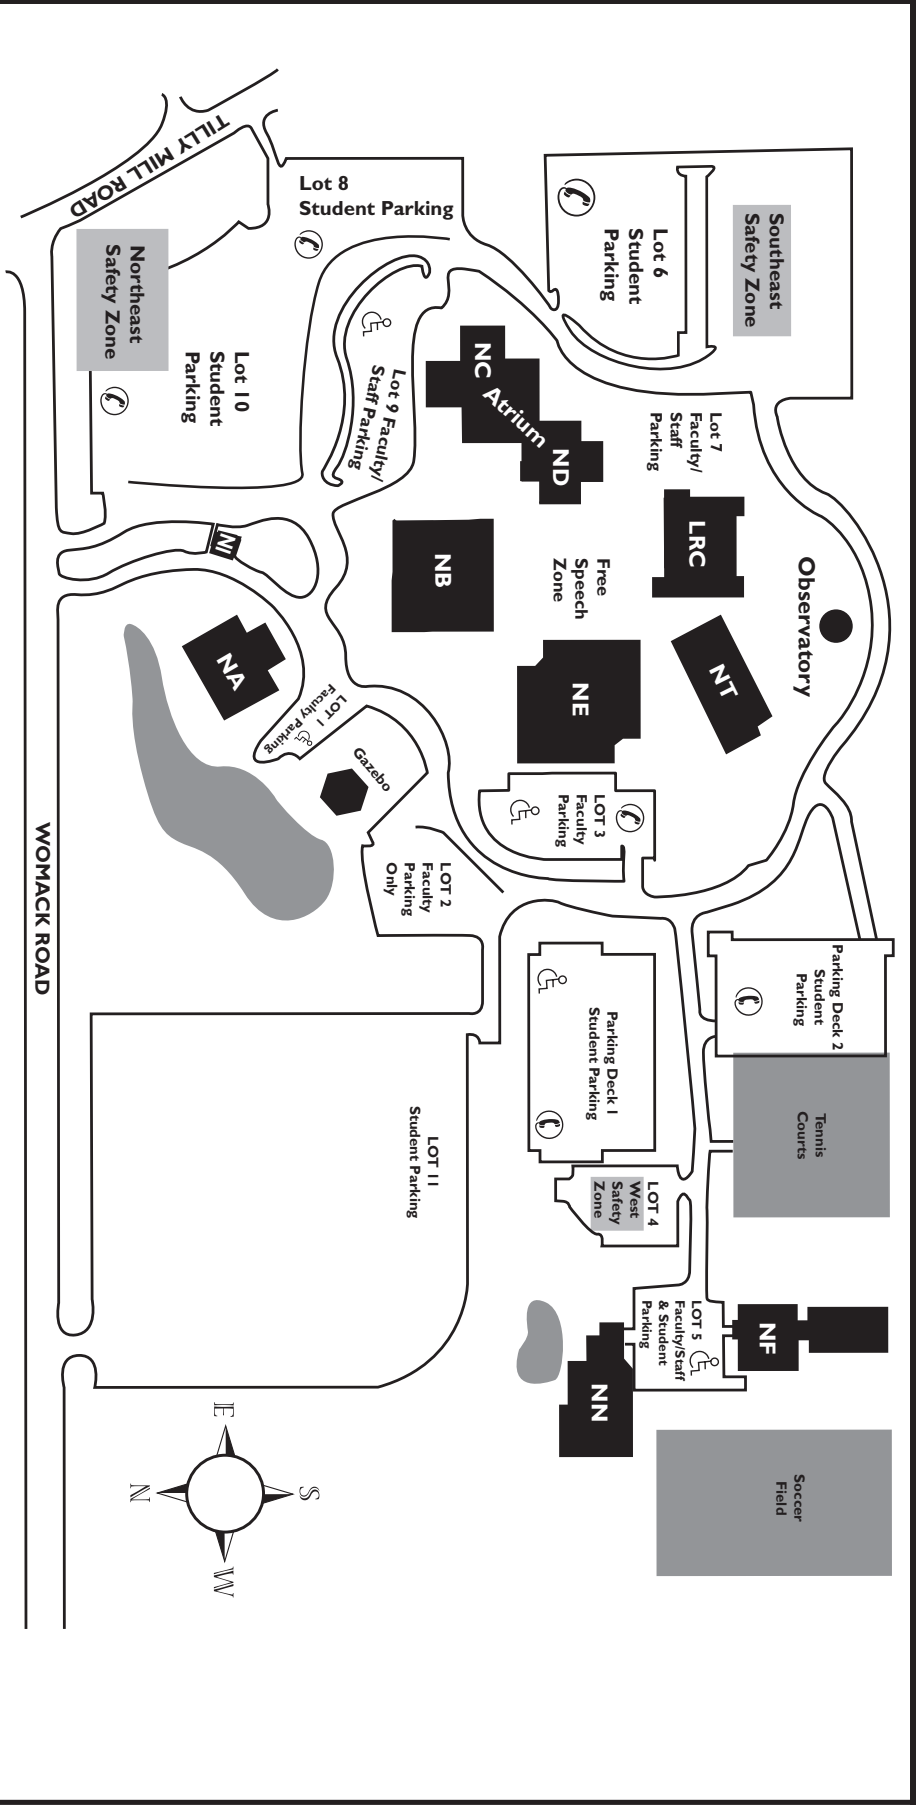 TILLY MILL ROAD
Lot 8
Student Parking
Lot 6
Student
Parking
Southeast
Safety Zone
Northeast
Safety Zone
Lot 10
Student
Parking
Lot 9 Faculty/
Staff Parking
NC
Atrium
ND
Lot 7
Faculty/
Staff
Parking
LRC
NI
NB
Free
Speech
Zone
Observatory
NA
NE
NT
LOT 1
Faculty Parking
Gazebo
LOT 3
Faculty
Parking
LOT 2
Faculty
Parking
Only
WOMACK ROAD
Parking Deck 2
Student
Parking
Parking Deck 1
Student Parking
Tennis
Courts
LOT 11
Student Parking
LOT 4
West
Safety
Zone
LOT 5
Faculty/Staff
& Student
Parking
NF
NN
Soccer
Field
E
N
S
W